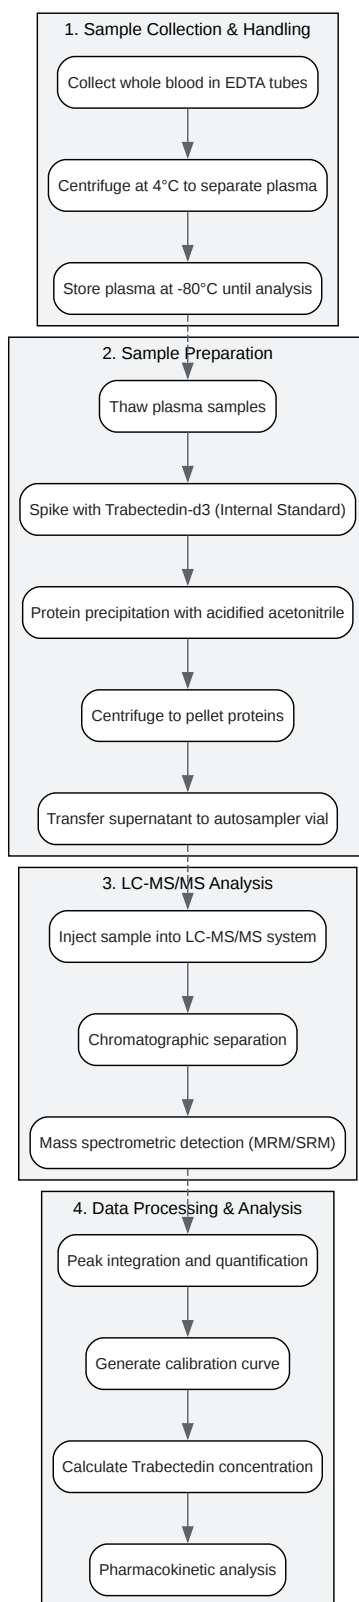 1. Sample Collection & Handling
Collect whole blood in EDTA tubes
Centrifuge at 4°C to separate plasma
Store plasma at -80°C until analysis
2. Sample Preparation
Thaw plasma samples
Spike with Trabectedin-d3 (Internal Standard)
Protein precipitation with acidified acetonitrile
Centrifuge to pellet proteins
Transfer supernatant to autosampler vial
3. LC-MS/MS Analysis
Inject sample into LC-MS/MS system
Chromatographic separation
Mass spectrometric detection (MRM/SRM)
4. Data Processing & Analysis
Peak integration and quantification
Generate calibration curve
Calculate Trabectedin concentration
Pharmacokinetic analysis